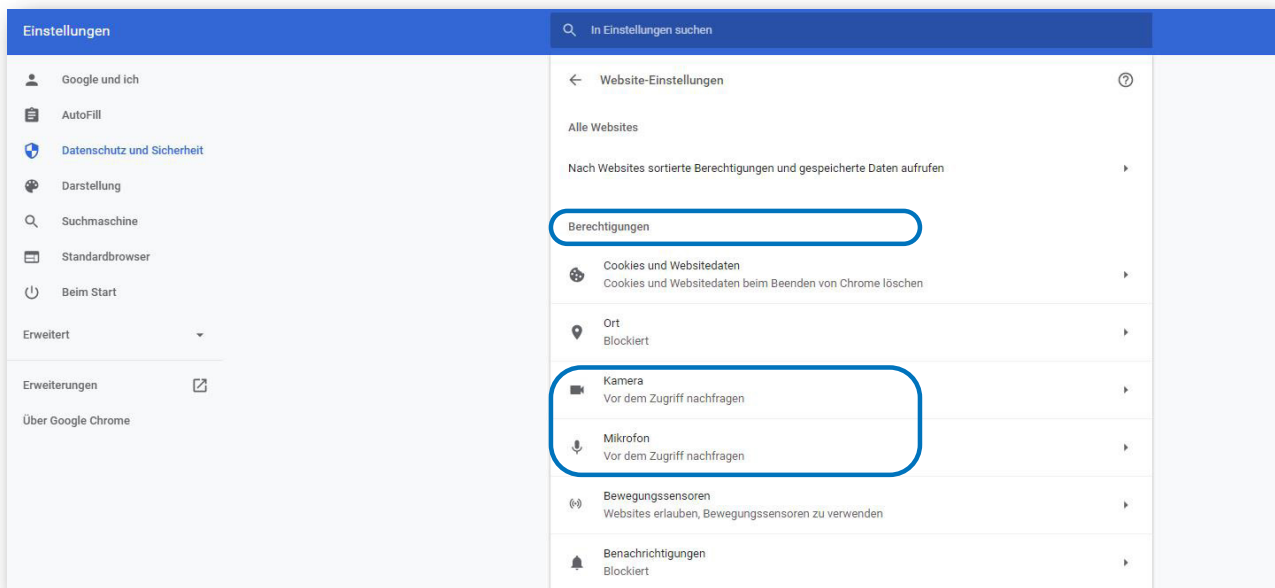 Einstellungen
In Einstellungen suchen
Google und ich
AutoFill
Datenschutz und Sicherheit
Darstellung
Suchmaschine
Standardbrowser
Beim Start
Erweitert
Erweiterungen
Über Google Chrome
Website-Einstellungen
Alle Websites
Nach Websites sortierte Berechtigungen und gespeicherte Daten aufrufen
Berechtigungen
Cookies und Websitedaten
Cookies und Websitedaten beim Beenden von Chrome löschen
Ort
Blockiert
Kamera
Vor dem Zugriff nachfragen
Mikrofon
Vor dem Zugriff nachfragen
Bewegungssensoren
Websites erlauben, Bewegungssensoren zu verwenden
Benachrichtigungen
Blockiert